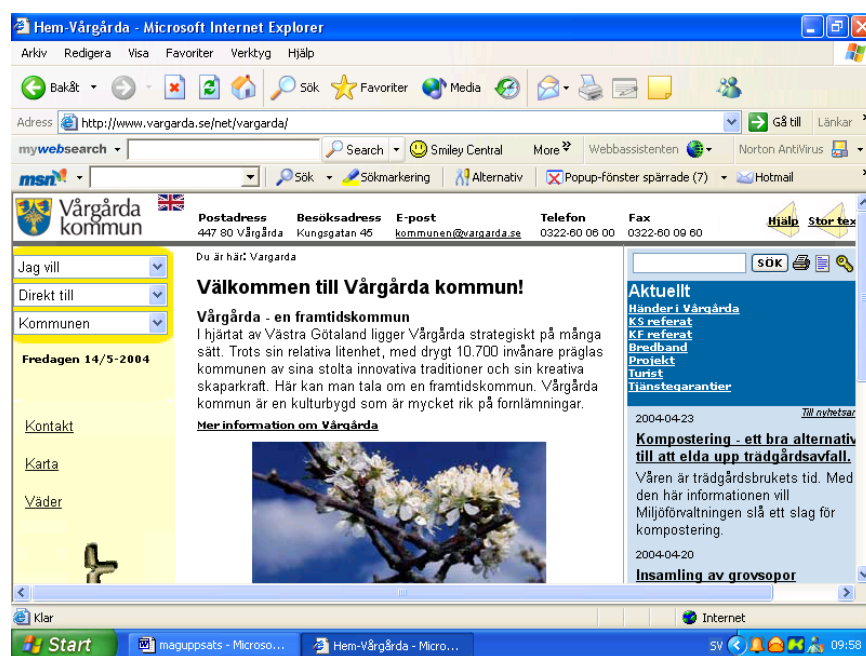 Hem-Vårgårda - Microsoft Internet Explorer
Arkiv Redigera Visa Favoriter Verktyg Hjälp
Bakåt Sök Favoriter Media
Adress http://www.vargarda.se/net/vargarda/ Gå till Länkar
mywebsearch Search Smiley Central More Webbassistenten Norton AntiVirus
msn Sök Sökmarkering Alternativ Popup-fönster spärrade (7) Hotmail
Vårgårda
kommun
Postadress Besöksadress E-post Telefon Fax
447 80 Vårgårda Kungsgatan 45 kommunen@vargarda.se 0322-60 06 00 0322-60 09 60
Hjälp Stor tex
Jag vill
Direkt till
Kommunen
Fredagen 14/5-2004
Kontakt
Karta
Väder
Du är här: Vargarda
Välkommen till Vårgårda kommun!
Vårgårda - en framtidskommun
I hjärtat av Västra Götaland ligger Vårgårda strategiskt på många
sätt. Trots sin relativa litenhet, med drygt 10.700 invånare präglas
kommunen av sina stolta innovativa traditioner och sin kreativa
skaparkraft. Här kan man tala om en framtidskommun. Vårgårda
kommun är en kulturbygd som är mycket rik på fornlämningar.
Mer information om Vårgårda
SÖK
Aktuellt
Händer i Vårgårda
KS referat
KF referat
Bredband
Projekt
Turist
Tjänstegarantier
2004-04-23 Till nyhetsar
Kompostering - ett bra alternativ
till att elda upp trädgårdsavfall.
Våren är trädgårdsbrukets tid. Med
den här informationen vill
Miljöförvaltningen slå ett slag för
kompostering.
2004-04-20
Insamling av grovsopor
Klar Internet
Start maguppsats - Microso... Hem-Vårgårda - Micro... SV 09:58